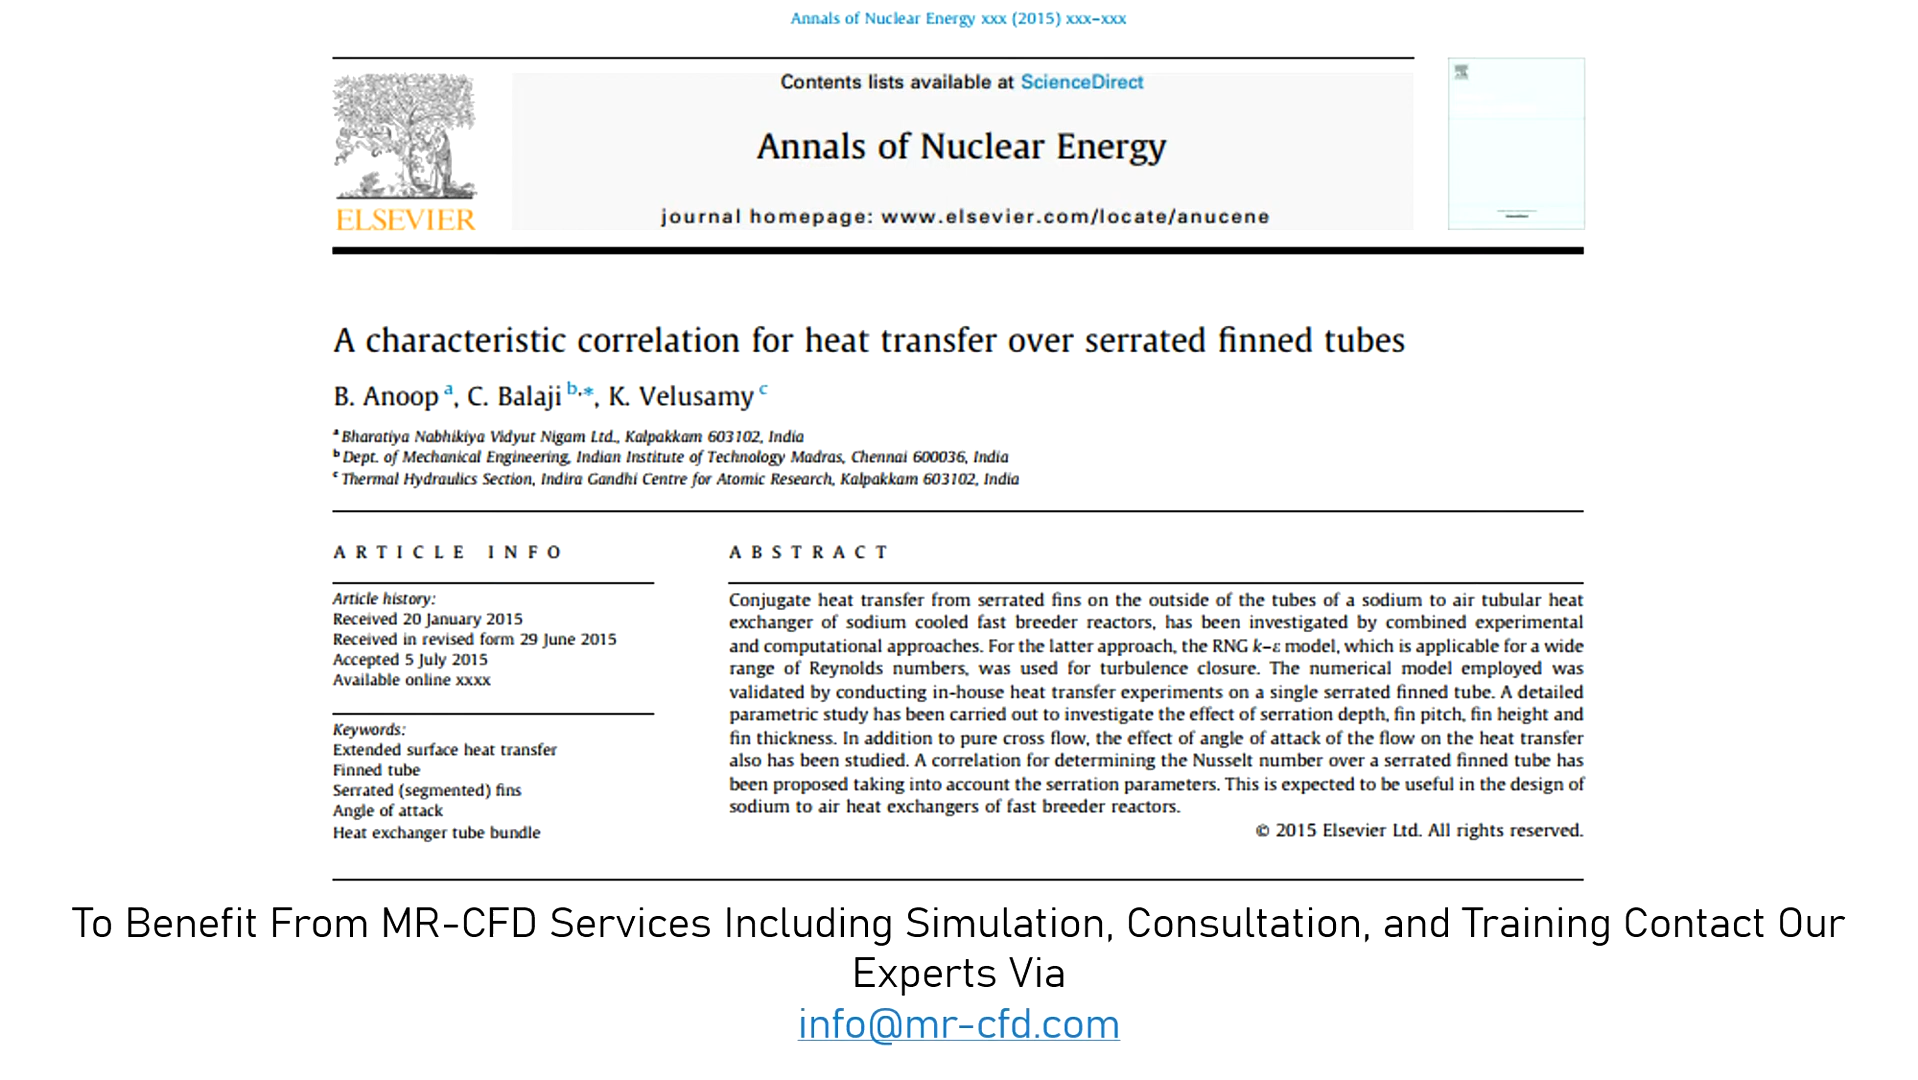 Annals of Nuclear Energy xxx (2015) xxx–xxx
Contents lists available at ScienceDirect
Annals of Nuclear Energy
journal homepage: www.elsevier.com/locate/anucene
ELSEVIER
A characteristic correlation for heat transfer over serrated finned tubes
B. Anoop a, C. Balaji b,*, K. Velusamy c
a Bharatiya Nabhikiya Vidyut Nigam Ltd., Kalpakkam 603102, India
b Dept. of Mechanical Engineering, Indian Institute of Technology Madras, Chennai 600036, India
c Thermal Hydraulics Section, Indira Gandhi Centre for Atomic Research, Kalpakkam 603102, India
ARTICLE INFO
Article history:
Received 20 January 2015
Received in revised form 29 June 2015
Accepted 5 July 2015
Available online xxxx
Keywords:
Extended surface heat transfer
Finned tube
Serrated (segmented) fins
Angle of attack
Heat exchanger tube bundle
ABSTRACT
Conjugate heat transfer from serrated fins on the outside of the tubes of a sodium to air tubular heat
exchanger of sodium cooled fast breeder reactors, has been investigated by combined experimental
and computational approaches. For the latter approach, the RNG k–ε model, which is applicable for a wide
range of Reynolds numbers, was used for turbulence closure. The numerical model employed was
validated by conducting in-house heat transfer experiments on a single serrated finned tube. A detailed
parametric study has been carried out to investigate the effect of serration depth, fin pitch, fin height and
fin thickness. In addition to pure cross flow, the effect of angle of attack of the flow on the heat transfer
also has been studied. A correlation for determining the Nusselt number over a serrated finned tube has
been proposed taking into account the serration parameters. This is expected to be useful in the design of
sodium to air heat exchangers of fast breeder reactors.
© 2015 Elsevier Ltd. All rights reserved.
To Benefit From MR-CFD Services Including Simulation, Consultation, and Training Contact Our
Experts Via
info@mr-cfd.com